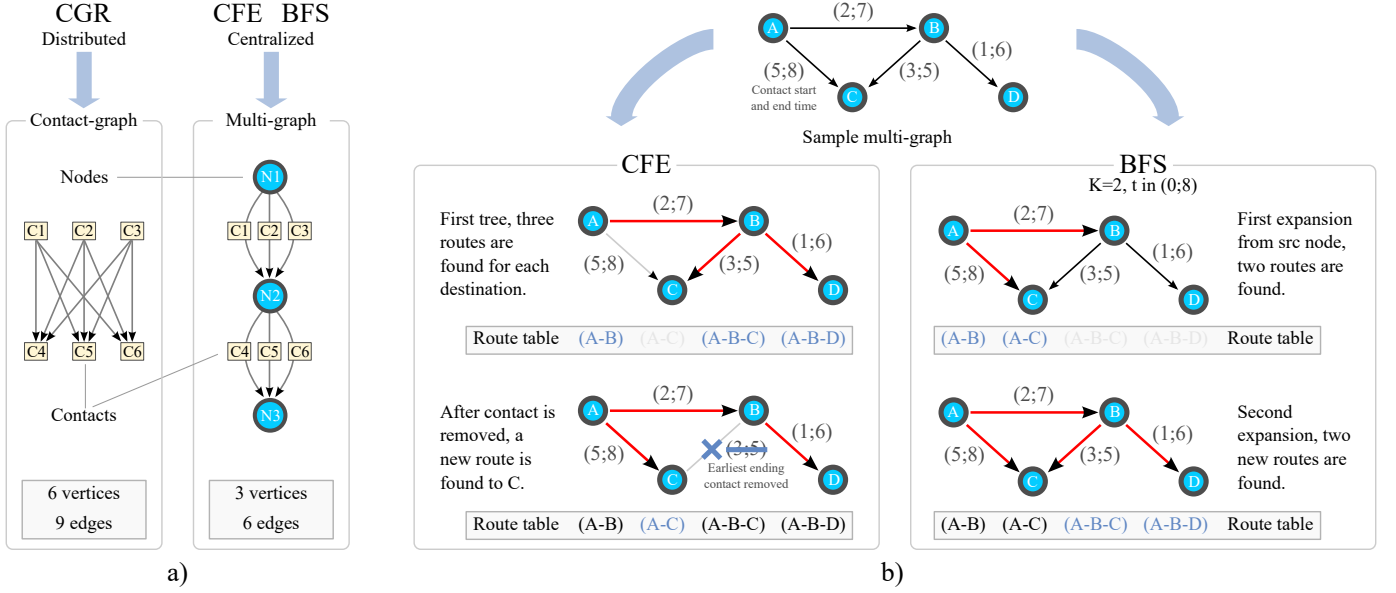 CGR
Distributed
CFE BFS
Centralized
Contact-graph
Multi-graph
Nodes
N1
C1 C2 C3
C1 C2 C3
N2
C4 C5 C6
C4 C5 C6
Contacts
N3
6 vertices
9 edges
3 vertices
6 edges
a)
(2;7)
A
B
(5;8)
(3;5)
(1;6)
Contact start
and end time
C
D
Sample multi-graph
CFE
First tree, three
routes are
found for each
destination.
(2;7)
A
B
(5;8)
(3;5)
(1;6)
C
D
Route table (A-B) (A-C) (A-B-C) (A-B-D)
After contact is
removed, a
new route is
found to C.
(2;7)
A
B
(5;8)
(3;5)
(1;6)
Earliest ending
contact removed
C
D
Route table (A-B) (A-C) (A-B-C) (A-B-D)
BFS
K=2, t in (0;8)
(2;7)
A
B
(5;8)
(3;5)
(1;6)
C
D
First expansion
from src node,
two routes are
found.
(A-B) (A-C) (A-B-C) (A-B-D) Route table
(2;7)
A
B
(5;8)
(3;5)
(1;6)
C
D
Second
expansion, two
new routes are
found.
(A-B) (A-C) (A-B-C) (A-B-D) Route table
b)